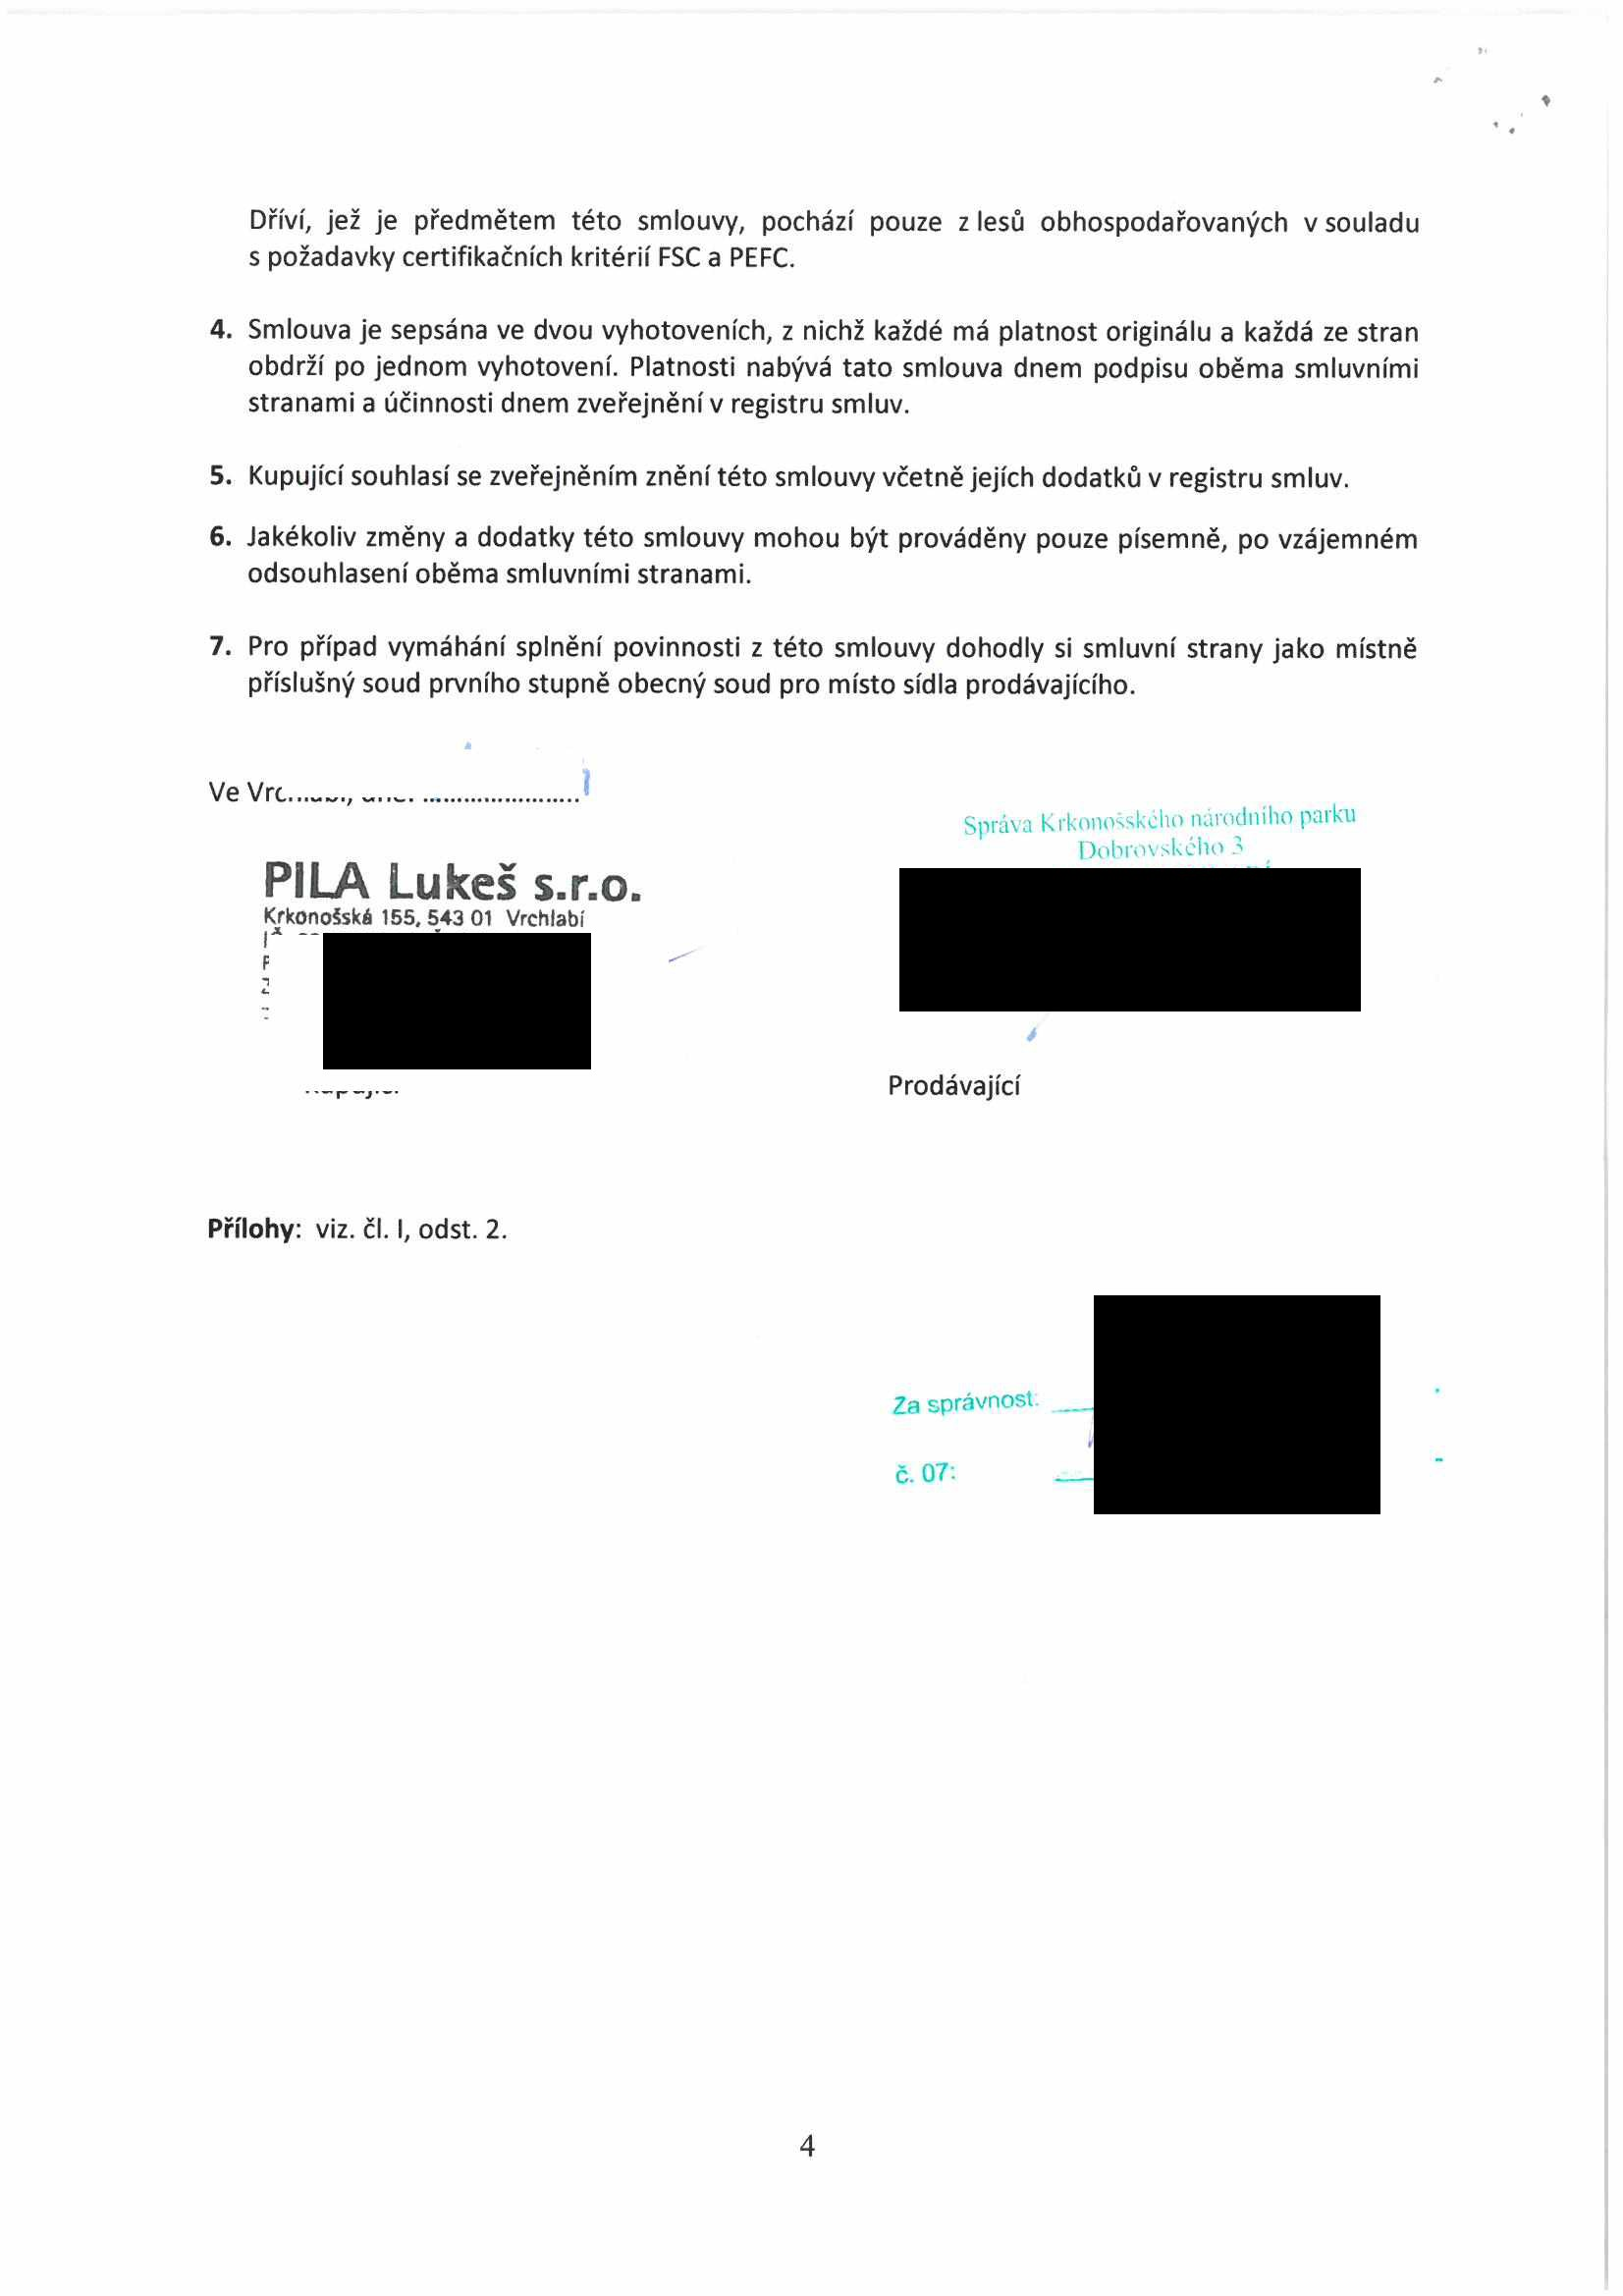 Dříví, jež je předmětem této smlouvy, pochází pouze z lesů obhospodařovaných v souladu
s požadavky certifikačních kritérií FSC a PEFC.
4. Smlouva je sepsána ve dvou vyhotoveních, z nichž každé má platnost originálu a každá ze stran
obdrží po jednom vyhotovení. Platnosti nabývá tato smlouva dnem podpisu oběma smluvními
stranami a účinnosti dnem zveřejnění v registru smluv.
5. Kupující souhlasí se zveřejněním znění této smlouvy včetně jejích dodatků v registru smluv.
6. Jakékoliv změny a dodatky této smlouvy mohou být prováděny pouze písemně, po vzájemném
odsouhlasení oběma smluvními stranami.
7. Pro případ vymáhání splnění povinnosti z této smlouvy dohodly si smluvní strany jako místně
příslušný soud prvního stupně obecný soud pro místo sídla prodávajícího.
Ve
Správa Krkonošského národního parku
Dobrovského 3
PILA Lukeš s.r.o.
Krkonošská 155, 543 01 Vrchlabí
Prodávající
Přílohy: viz. čl. I, odst. 2.
Za správnost:
č. 07:
4